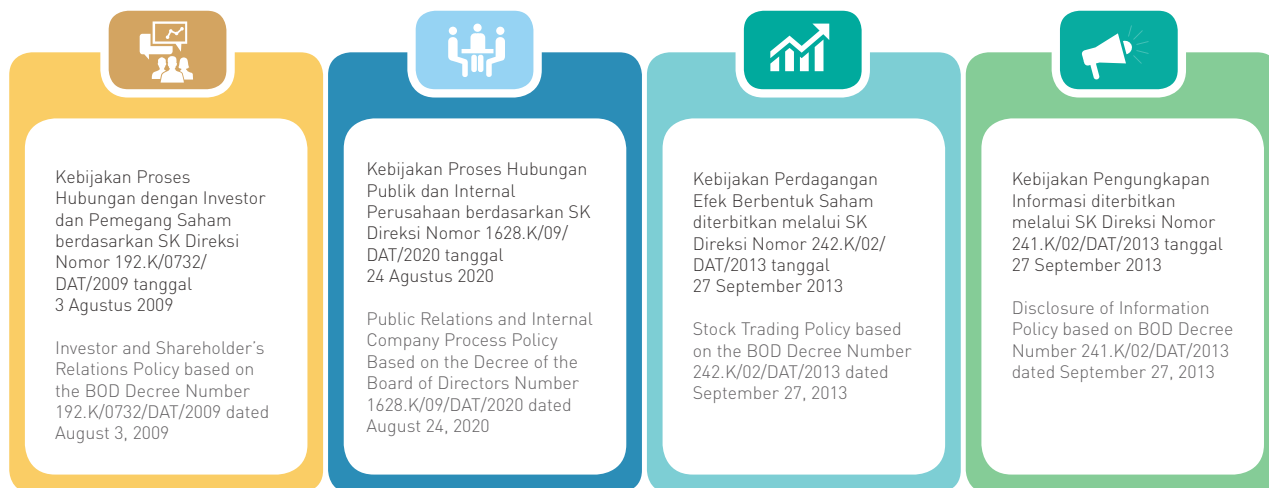 Kebijakan Proses
Hubungan dengan Investor
dan Pemegang Saham
berdasarkan SK Direksi
Nomor 192.K/0732/
DAT/2009 tanggal
3 Agustus 2009
Investor and Shareholder’s
Relations Policy based on
the BOD Decree Number
192.K/0732/DAT/2009 dated
August 3, 2009
Kebijakan Proses Hubungan
Publik dan Internal
Perusahaan berdasarkan SK
Direksi Nomor 1628.K/09/
DAT/2020 tanggal
24 Agustus 2020
Public Relations and Internal
Company Process Policy
Based on the Decree of the
Board of Directors Number
1628.K/09/DAT/2020 dated
August 24, 2020
Kebijakan Perdagangan
Efek Berbentuk Saham
diterbitkan melalui SK
Direksi Nomor 242.K/02/
DAT/2013 tanggal
27 September 2013
Stock Trading Policy based
on the BOD Decree Number
242.K/02/DAT/2013 dated
September 27, 2013
Kebijakan Pengungkapan
Informasi diterbitkan
melalui SK Direksi Nomor
241.K/02/DAT/2013 tanggal
27 September 2013
Disclosure of Information
Policy based on BOD Decree
Number 241.K/02/DAT/2013
dated September 27, 2013